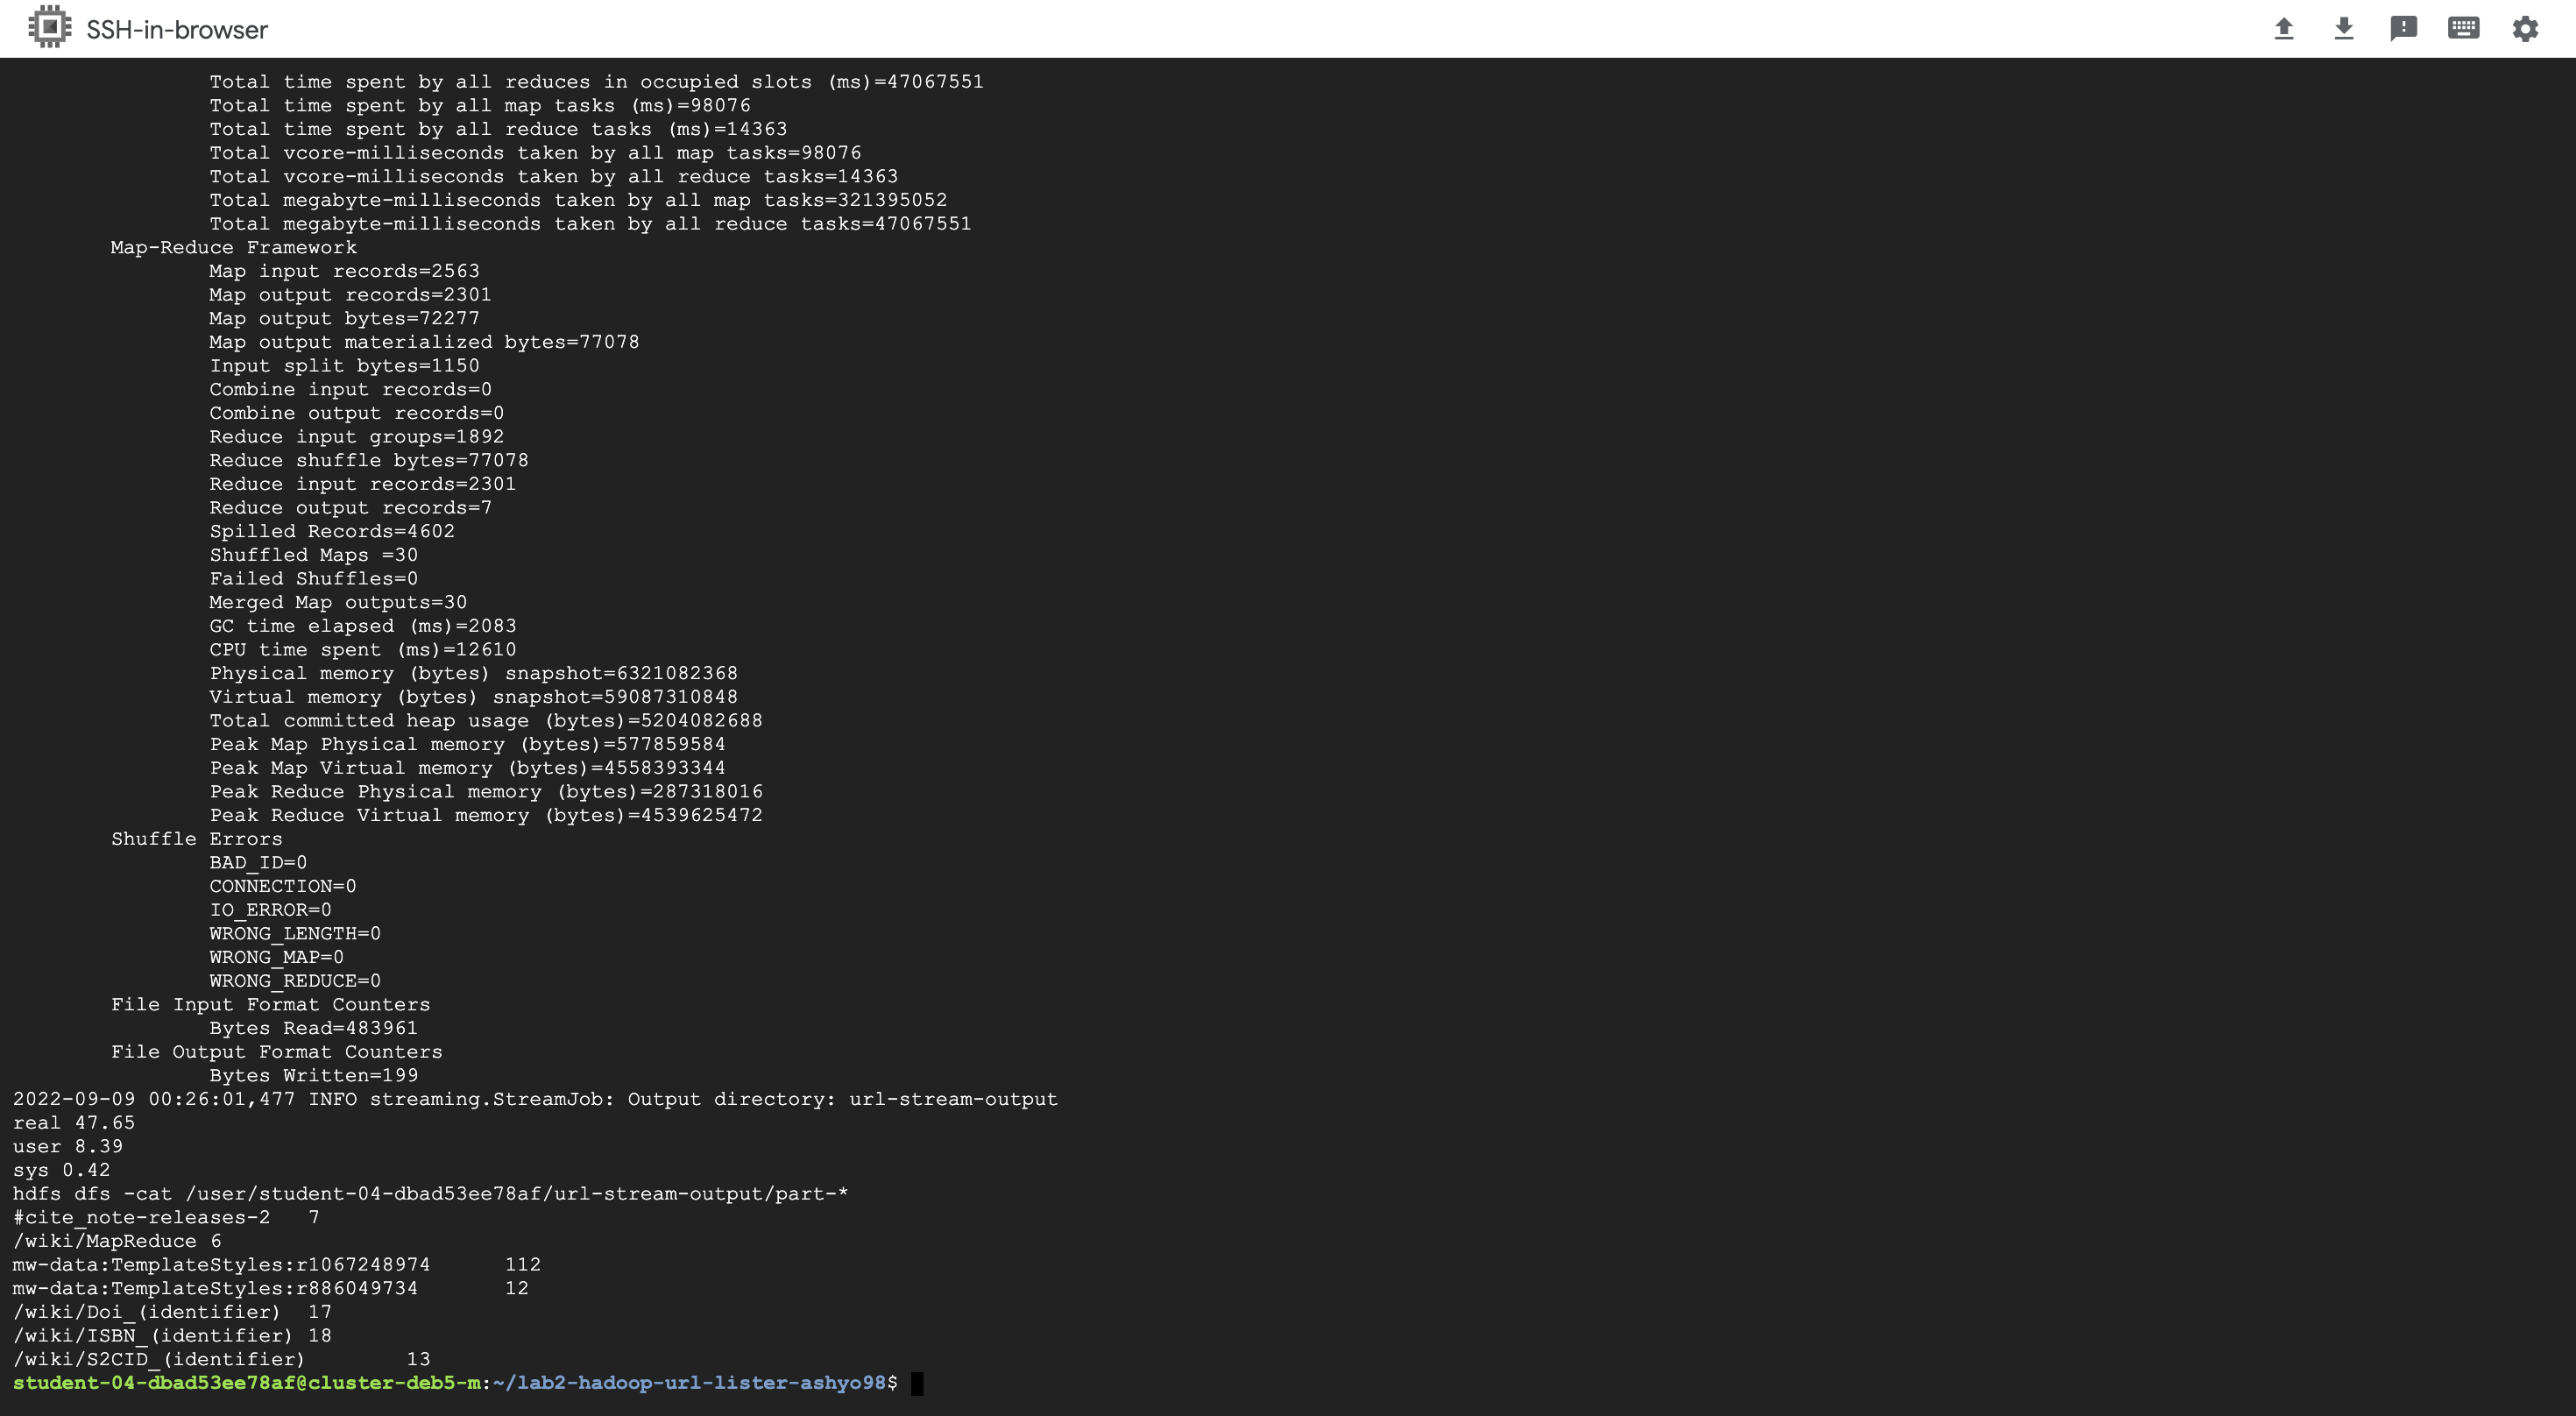 SSH-in-browser
Total time spent by all reduces in occupied slots (ms)=47067551
Total time spent by all map tasks (ms)=98076
Total time spent by all reduce tasks (ms)=14363
Total vcore-milliseconds taken by all map tasks=98076
Total vcore-milliseconds taken by all reduce tasks=14363
Total megabyte-milliseconds taken by all map tasks=321395052
Total megabyte-milliseconds taken by all reduce tasks=47067551
Map-Reduce Framework
Map input records=2563
Map output records=2301
Map output bytes=72277
Map output materialized bytes=77078
Input split bytes=1150
Combine input records=0
Combine output records=0
Reduce input groups=1892
Reduce shuffle bytes=77078
Reduce input records=2301
Reduce output records=7
Spilled Records=4602
Shuffled Maps =30
Failed Shuffles=0
Merged Map outputs=30
GC time elapsed (ms)=2083
CPU time spent (ms)=12610
Physical memory (bytes) snapshot=6321082368
Virtual memory (bytes) snapshot=59087310848
Total committed heap usage (bytes)=5204082688
Peak Map Physical memory (bytes)=577859584
Peak Map Virtual memory (bytes)=4558393344
Peak Reduce Physical memory (bytes)=287318016
Peak Reduce Virtual memory (bytes)=4539625472
Shuffle Errors
BAD_ID=0
CONNECTION=0
IO_ERROR=0
WRONG_LENGTH=0
WRONG_MAP=0
WRONG_REDUCE=0
File Input Format Counters
Bytes Read=483961
File Output Format Counters
Bytes Written=199
2022-09-09 00:26:01,477 INFO streaming.StreamJob: Output directory: url-stream-output
real 47.65
user 8.39
sys 0.42
hdfs dfs -cat /user/student-04-dbad53ee78af/url-stream-output/part-*
#cite_note-releases-2 7
/wiki/MapReduce 6
mw-data:TemplateStyles:r1067248974 112
mw-data:TemplateStyles:r886049734 12
/wiki/Doi_(identifier) 17
/wiki/ISBN_(identifier) 18
/wiki/S2CID_(identifier) 13
student-04-dbad53ee78af@cluster-deb5-m:~/lab2-hadoop-url-lister-ashyo98$